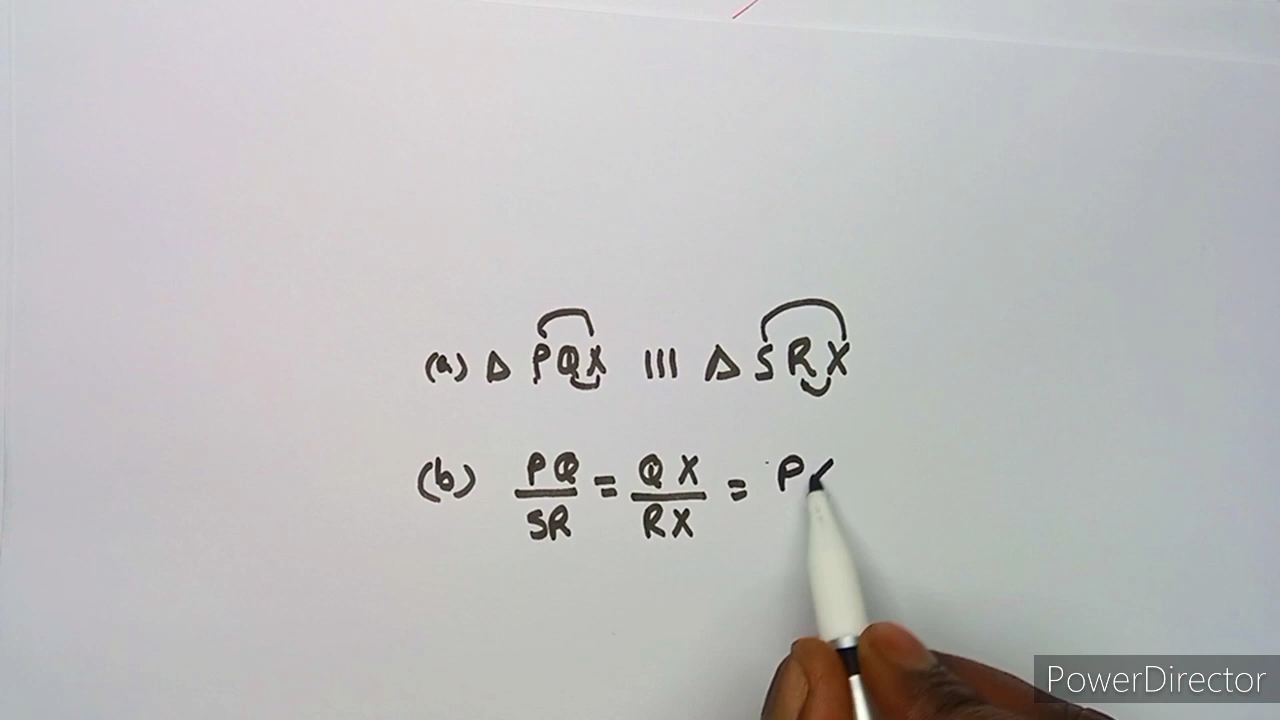 (a) Δ PQX ||| Δ SRX
(b) PQ/SR = QX/RX = P
PowerDirector